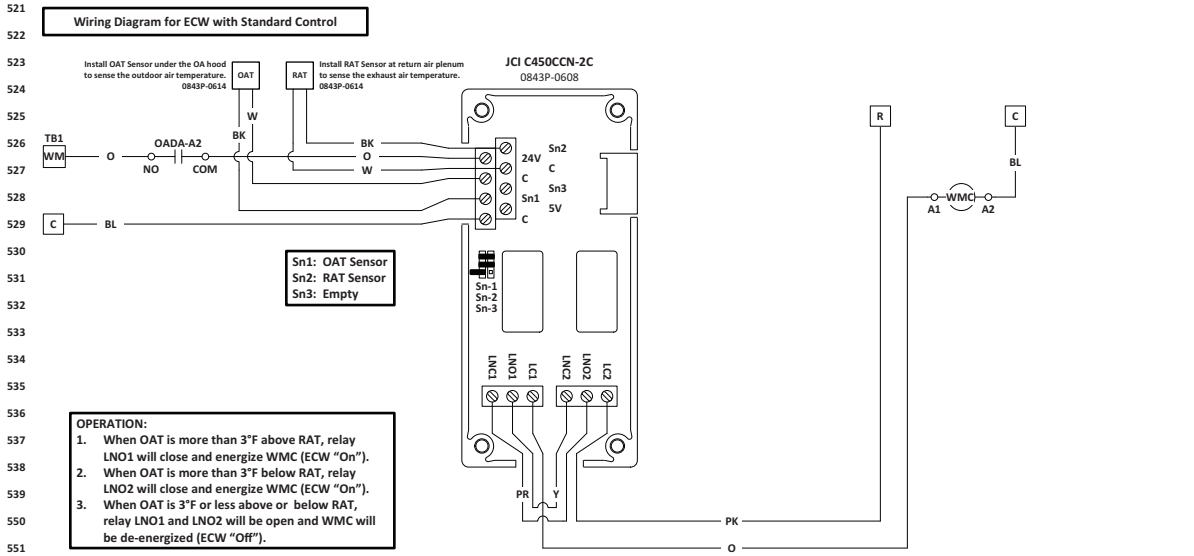 521
Wiring Diagram for ECW with Standard Control
522
523
Install OAT Sensor under the OA hood
to sense the outdoor air temperature.
0843P-0614
OAT
RAT
Install RAT Sensor at return air plenum
to sense the exhaust air temperature.
0843P-0614
JCI C450CCN-2C
0843P-0608
524
525
W
R
C
526
TB1
BK
OADA-A2
BK
Sn2
WM
O
O
24V
527
NO
COM
W
C
BL
C
528
Sn3
Sn1
WMC
5V
A1
A2
529
C
BL
C
530
Sn1: OAT Sensor
531
Sn2: RAT Sensor
Sn3: Empty
Sn-1
Sn-2
Sn-3
532
533
534
LNC1
LNO1
LC1
LNC2
LNO2
LC2
535
536
OPERATION:
537
1. When OAT is more than 3°F above RAT, relay
LNO1 will close and energize WMC (ECW “On”).
538
2. When OAT is more than 3°F below RAT, relay
LNO2 will close and energize WMC (ECW “On”).
539
PR
Y
3. When OAT is 3°F or less above or below RAT,
550
relay LNO1 and LNO2 will be open and WMC will
PK
be de-energized (ECW “Off”).
551
O